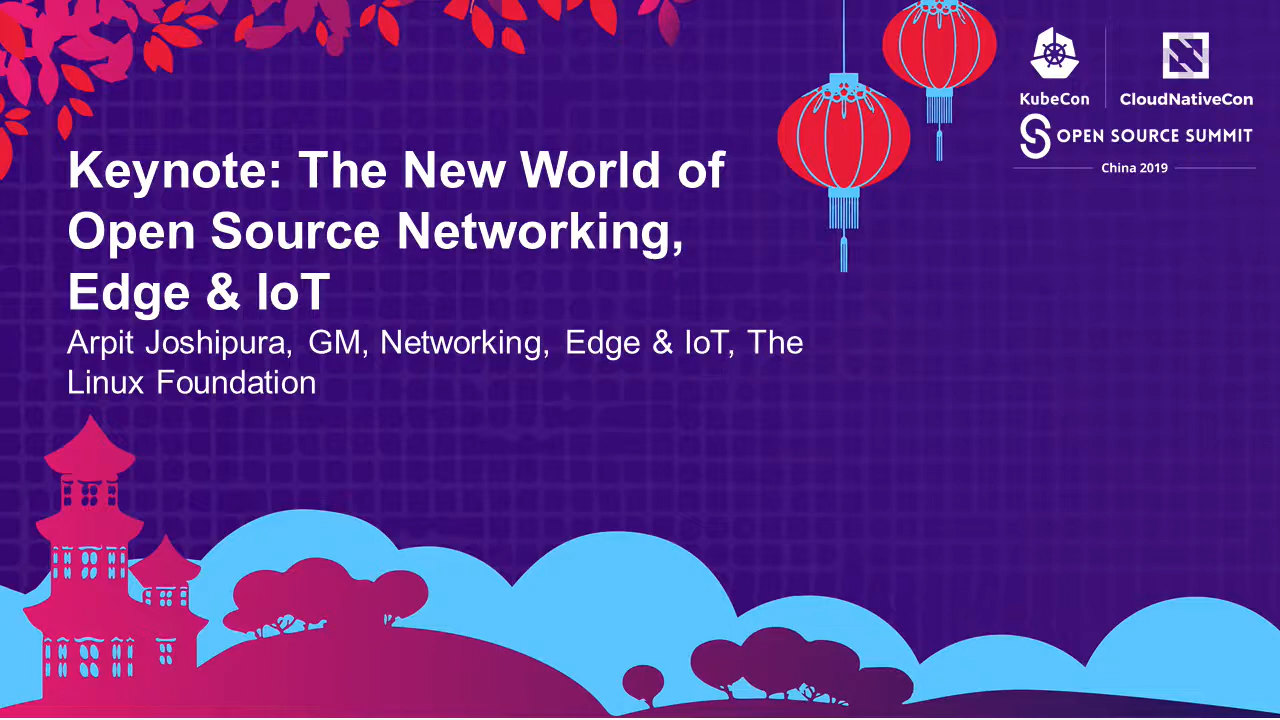 Keynote: The New World of
Open Source Networking,
Edge & IoT
Arpit Joshipura, GM, Networking, Edge & IoT, The
Linux Foundation
KubeCon
CloudNativeCon
OPEN SOURCE SUMMIT
China 2019